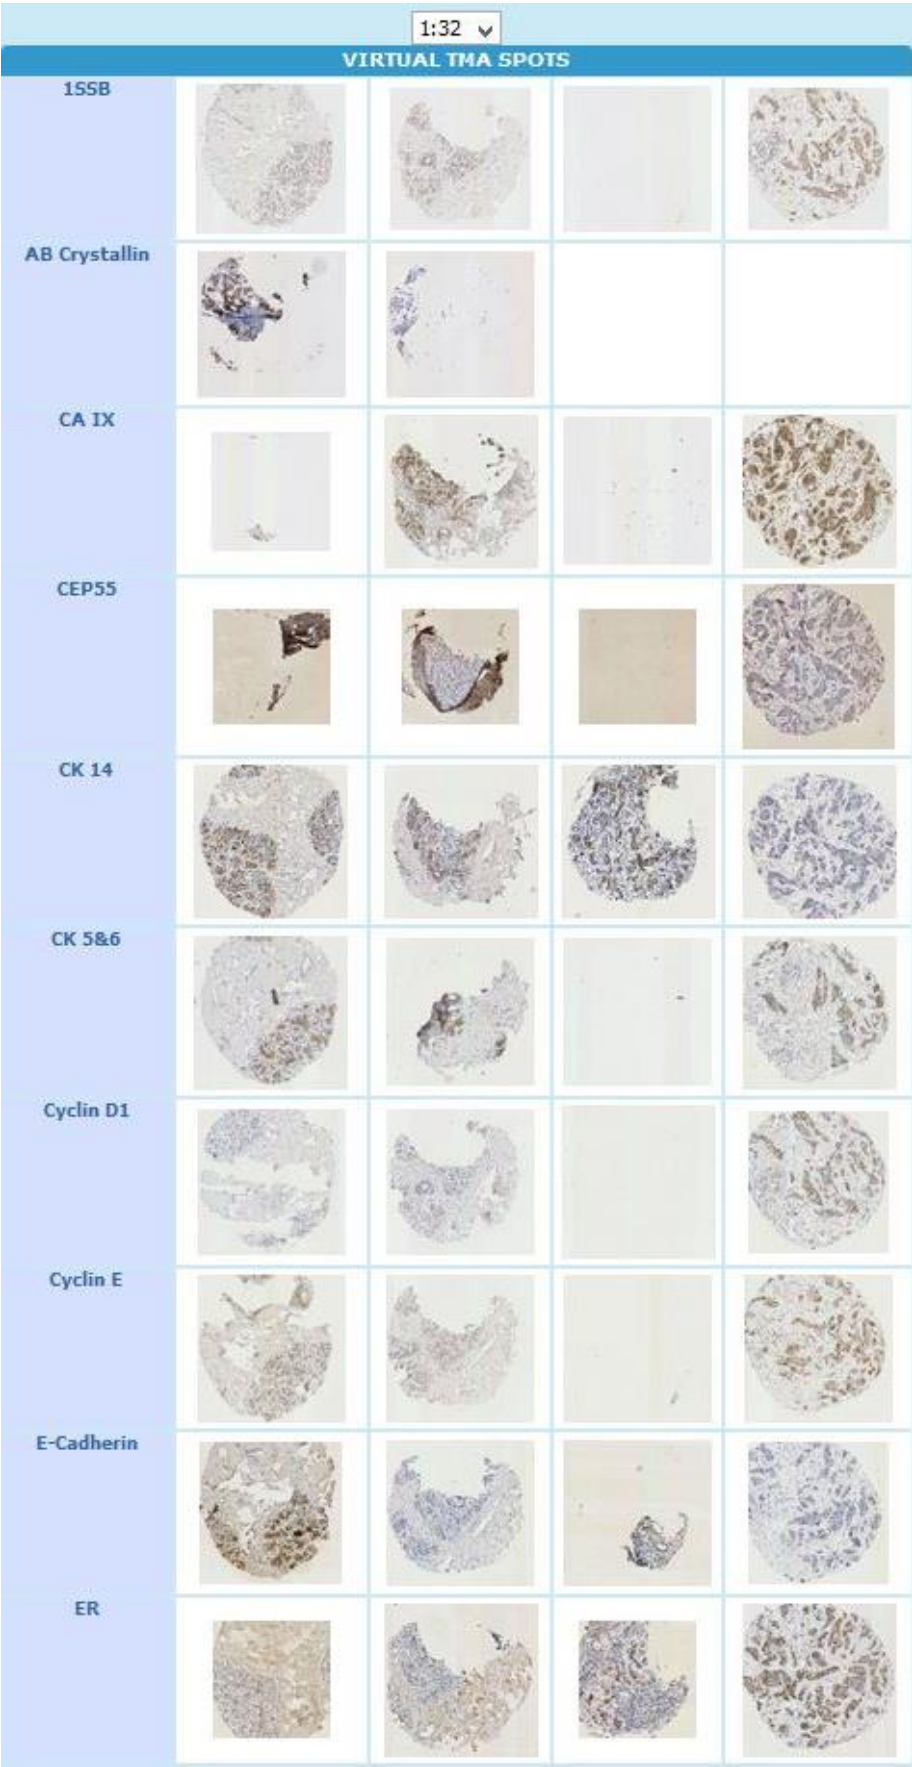 1:32
VIRTUAL TMA SPOTS
1SSB
AB Crystallin
CA IX
CEP55
CK 14
CK 5&6
Cyclin D1
Cyclin E
E-Cadherin
ER